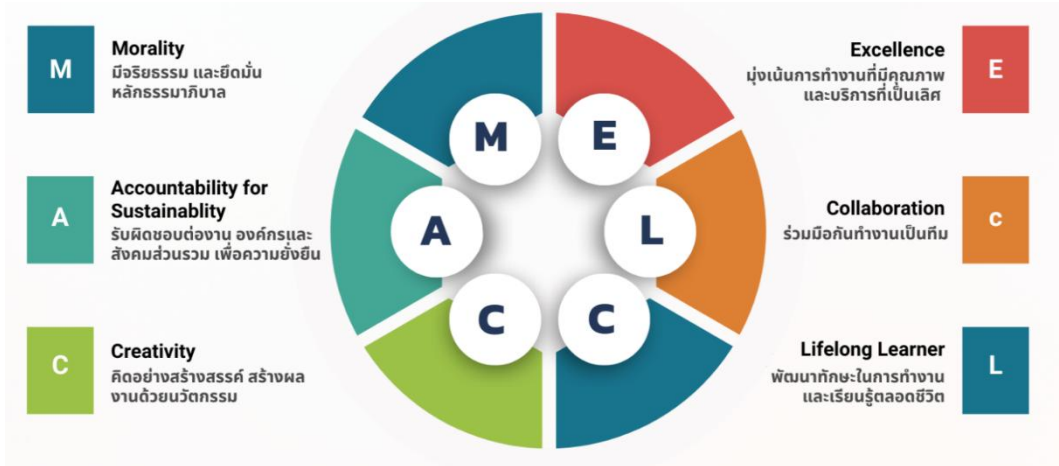 M
Morality
มีจริยธรรม และยึดมั่น
หลักธรรมาภิบาล
A
Accountability for
Sustainablity
รับผิดชอบต่องาน องค์กรและ
สังคมส่วนรวม เพื่อความยั่งยืน
C
Creativity
คิดอย่างสร้างสรรค์ สร้างผล
งานด้วยนวัตกรรม
M
E
A
L
C
C
Excellence
มุ่งเน้นการทำงานที่มีคุณภาพ
และบริการที่เป็นเลิศ
E
Collaboration
ร่วมมือกันทำงานเป็นทีม
c
Lifelong Learner
พัฒนาทักษะในการทำงาน
และเรียนรู้ตลอดชีวิต
L